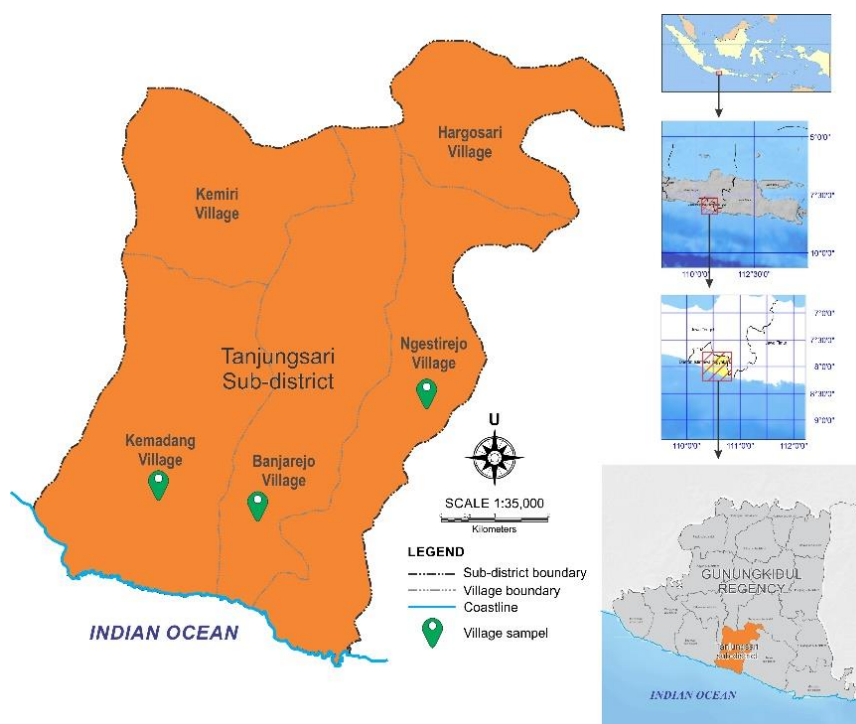 Hargosari
Village
Kemiri
Village
Tanjungsari
Sub-district
Ngestirejo
Village
Kemadang
Village
Banjarejo
Village
U
SCALE 1:35,000
Kilometers
LEGEND
Sub-district boundary
Village boundary
Coastline
Village sampel
INDIAN OCEAN
5°0'0"
7°30'0"
10°0'0"
110°0'0"
112°30'0"
7°0'0"
7°30'0"
8°0'0"
8°30'0"
9°0'0"
110°0'0"
111°0'0"
112°0'0"
GUNUNGKIDUL
REGENCY
Tanjungsari
Sub-district
INDIAN OCEAN